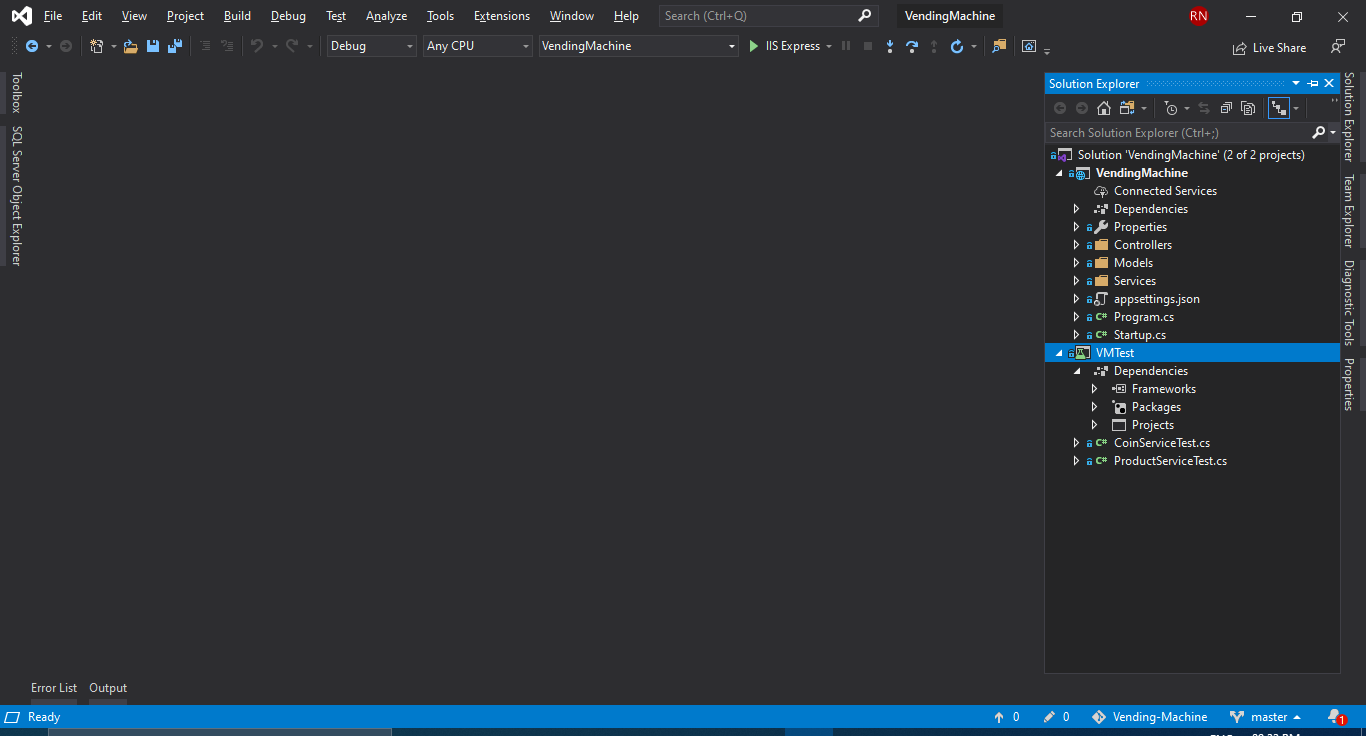 File Edit View Project Build Debug Test Analyze Tools Extensions Window Help Search (Ctrl+Q) VendingMachine RN
Debug Any CPU VendingMachine IIS Express Live Share
Toolbox
SQL Server Object Explorer
Solution Explorer
Search Solution Explorer (Ctrl+;)
Solution 'VendingMachine' (2 of 2 projects)
VendingMachine
Connected Services
Dependencies
Properties
Controllers
Models
Services
appsettings.json
C# Program.cs
C# Startup.cs
VMTest
Dependencies
Frameworks
Packages
Projects
C# CoinServiceTest.cs
C# ProductServiceTest.cs
Solution Explorer
Team Explorer
Diagnostic Tools
Properties
Error List Output
Ready 0 0 Vending-Machine master 1